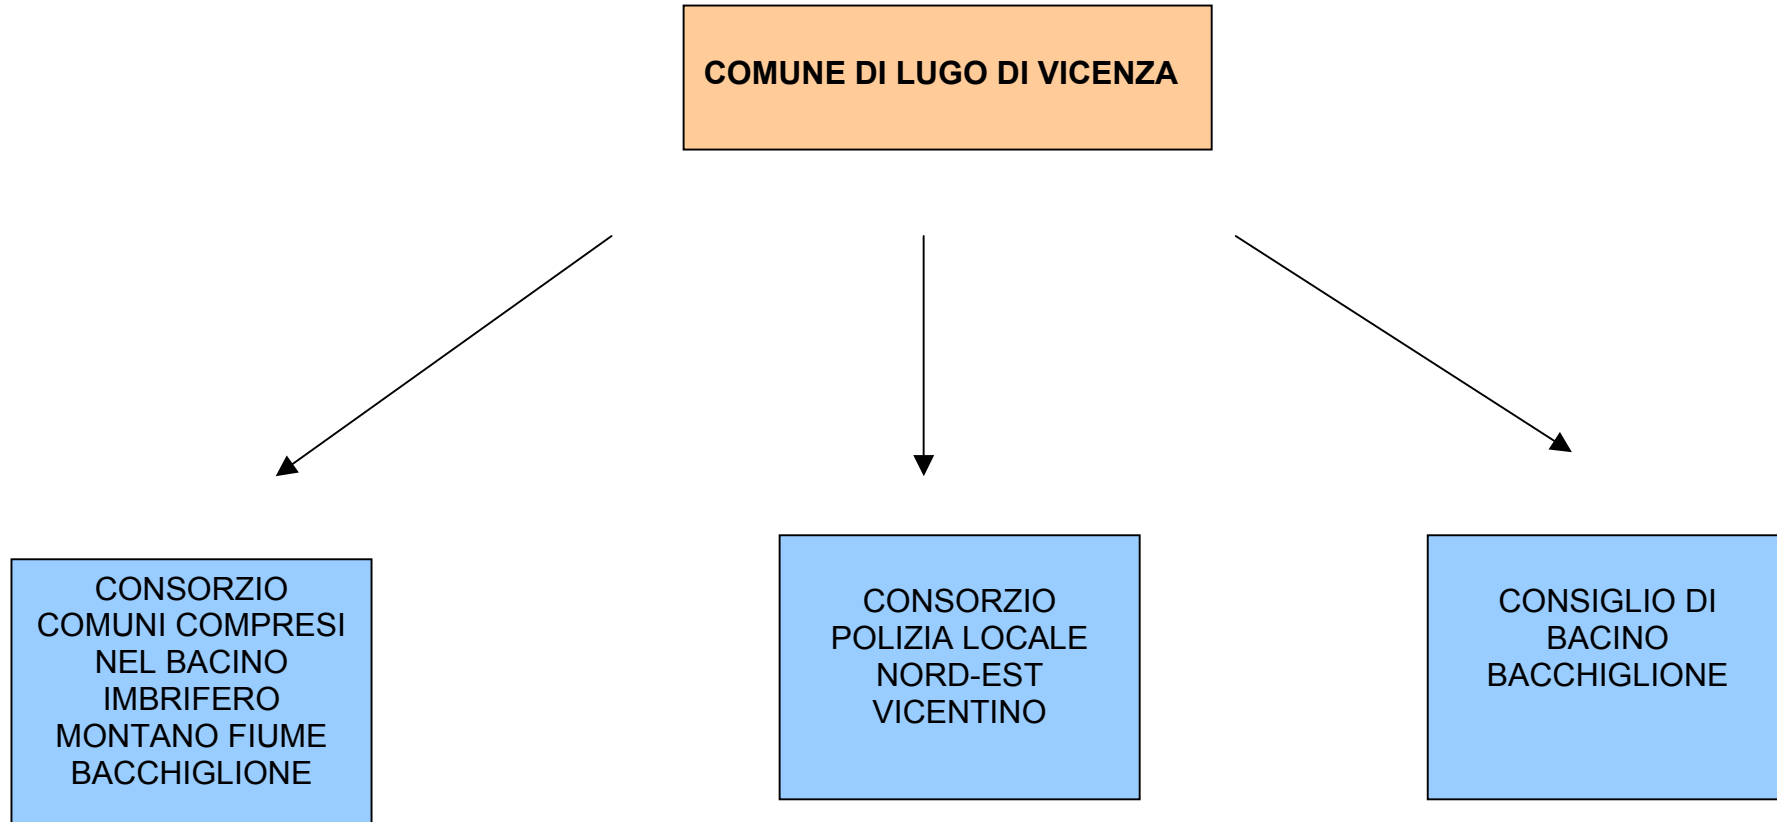 COMUNE DI LUGO DI VICENZA
CONSORZIO
COMUNI COMPRESI
NEL BACINO
IMBRIFERO
MONTANO FIUME
BACCHIGLIONE
CONSORZIO
POLIZIA LOCALE
NORD-EST
VICENTINO
CONSIGLIO DI
BACINO
BACCHIGLIONE